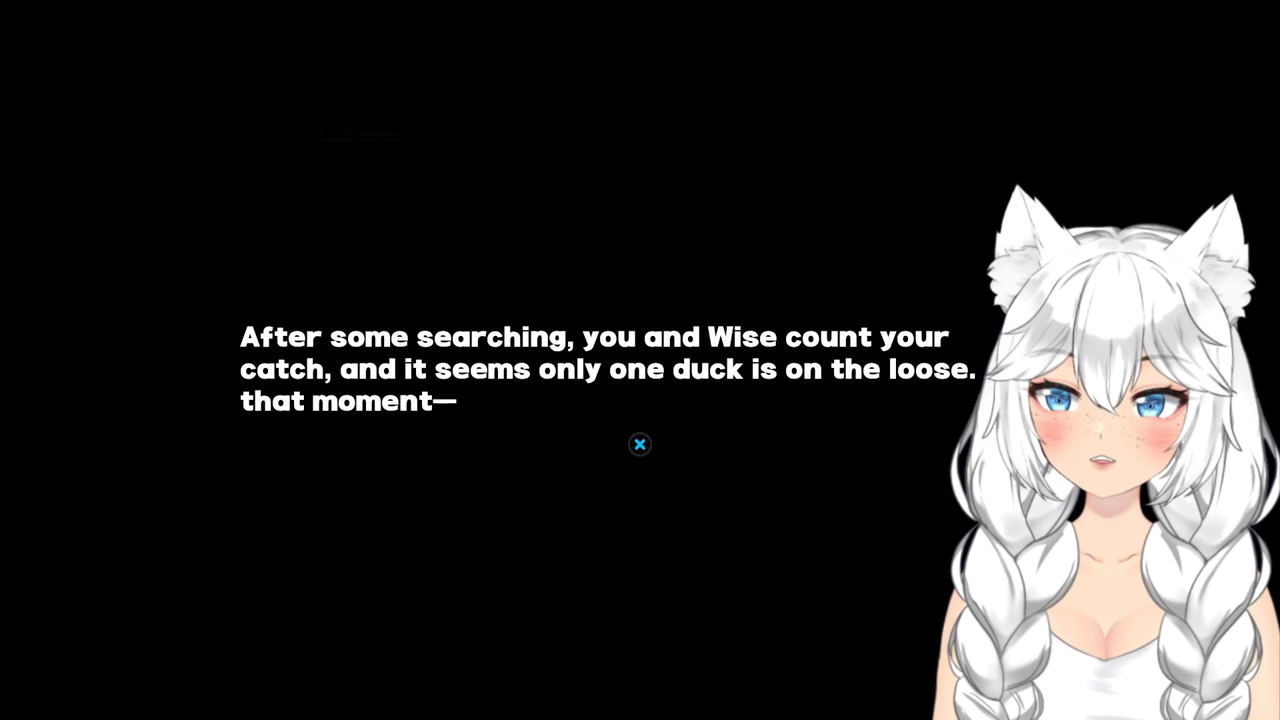 After some searching, you and Wise count your
catch, and it seems only one duck is on the loose.
that moment—